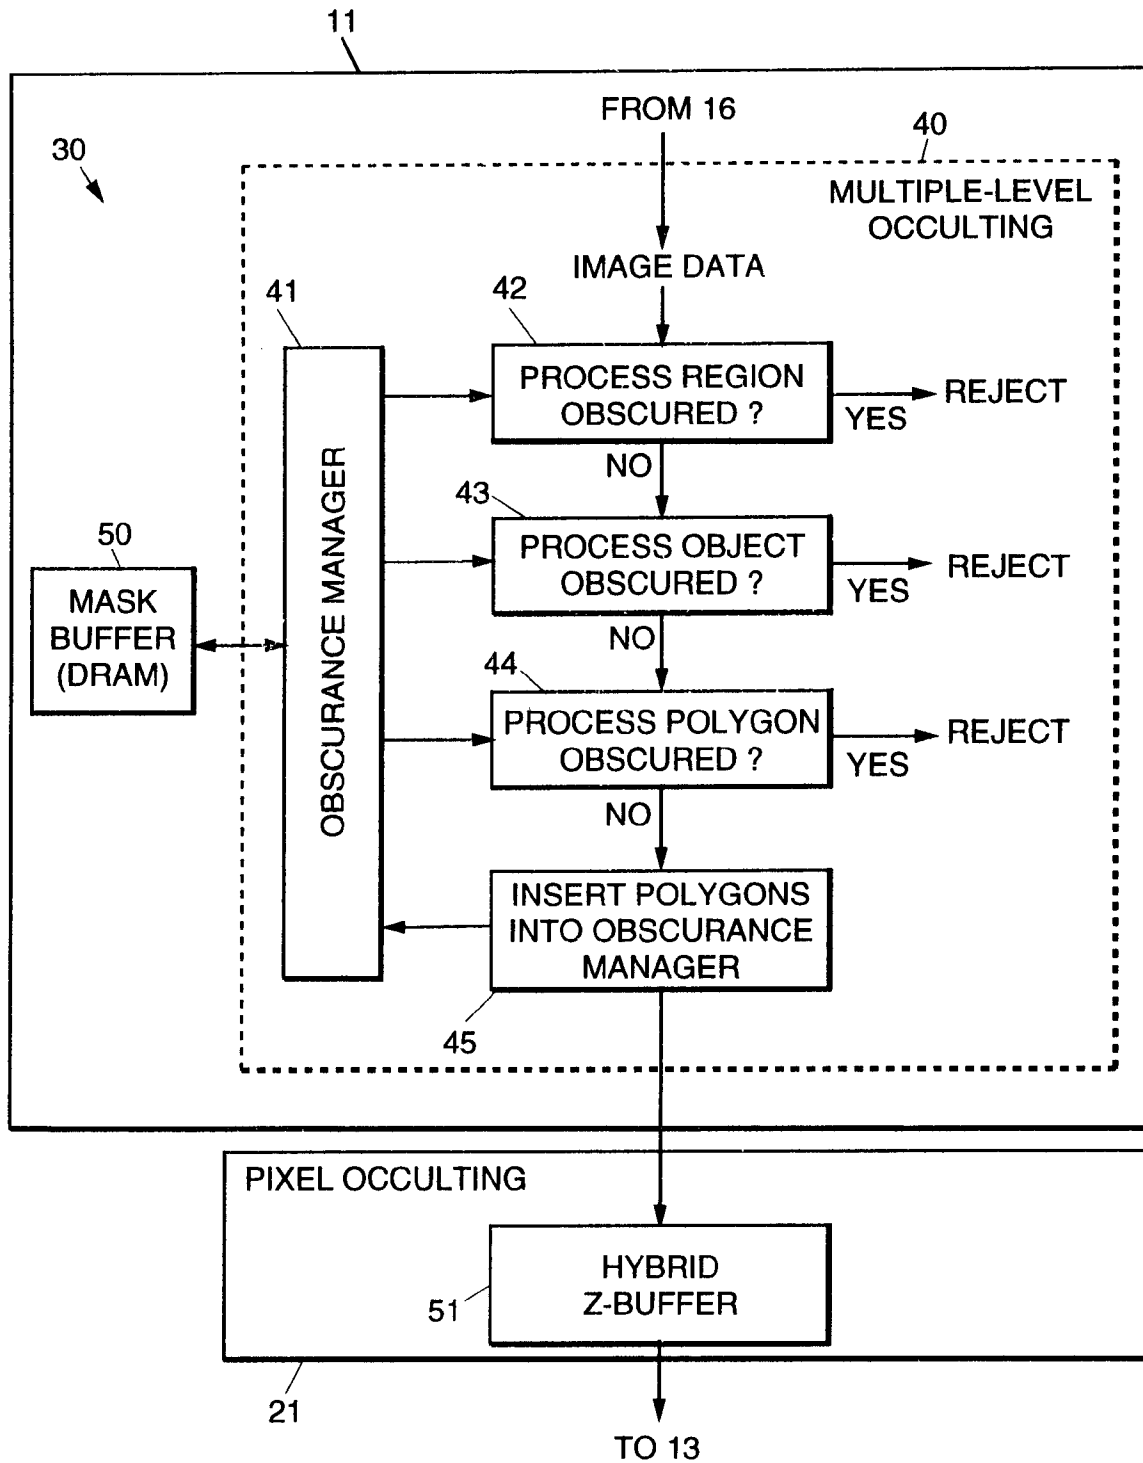 11
FROM 16
40
30
MULTIPLE-LEVEL
OCCULTING
IMAGE DATA
41
42
PROCESS REGION
OBSCURED ?
YES
REJECT
NO
43
PROCESS OBJECT
OBSCURED ?
YES
REJECT
NO
50
MASK
BUFFER
(DRAM)
OBSCURANCE MANAGER
44
PROCESS POLYGON
OBSCURED ?
YES
REJECT
NO
INSERT POLYGONS
INTO OBSCURANCE
MANAGER
45
PIXEL OCCULTING
HYBRID
Z-BUFFER
51
21
TO 13